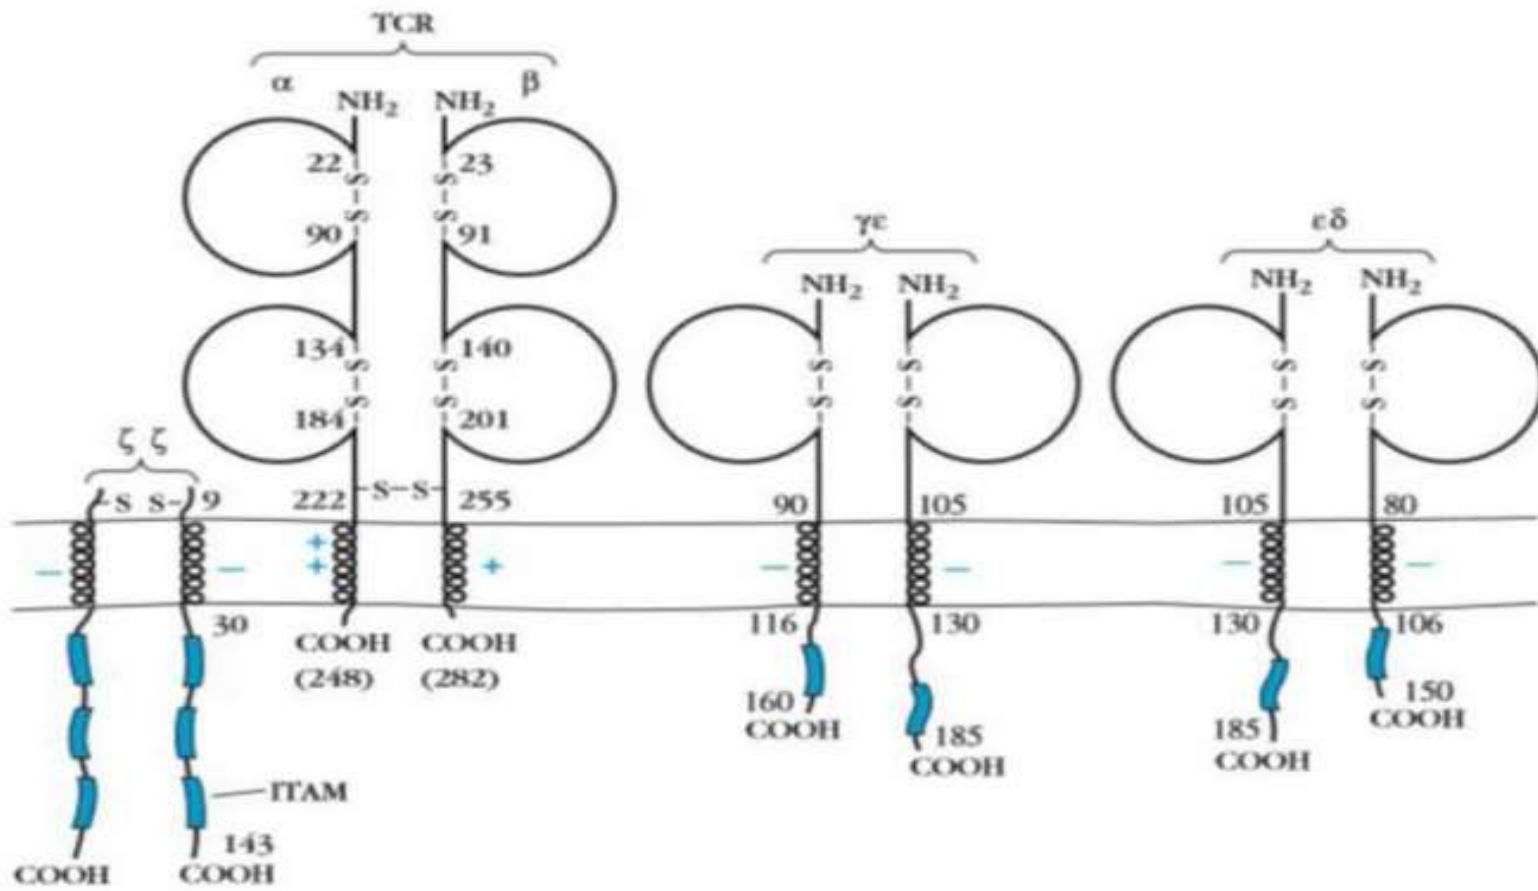 TCR
α β
NH₂ NH₂
22 S S 23
S S
90 91
γε
εδ
NH₂ NH₂
NH₂ NH₂
134 S S 140
S S
184 201
S S
S S
S S
S S
ζ ζ
S S 9
222 S S 255
90 105
105 80
− − + + + − − − −
30
COOH COOH
(248) (282)
116 130
130 106
160
COOH
185
COOH
185
COOH
150
COOH
ITAM
143
COOH COOH